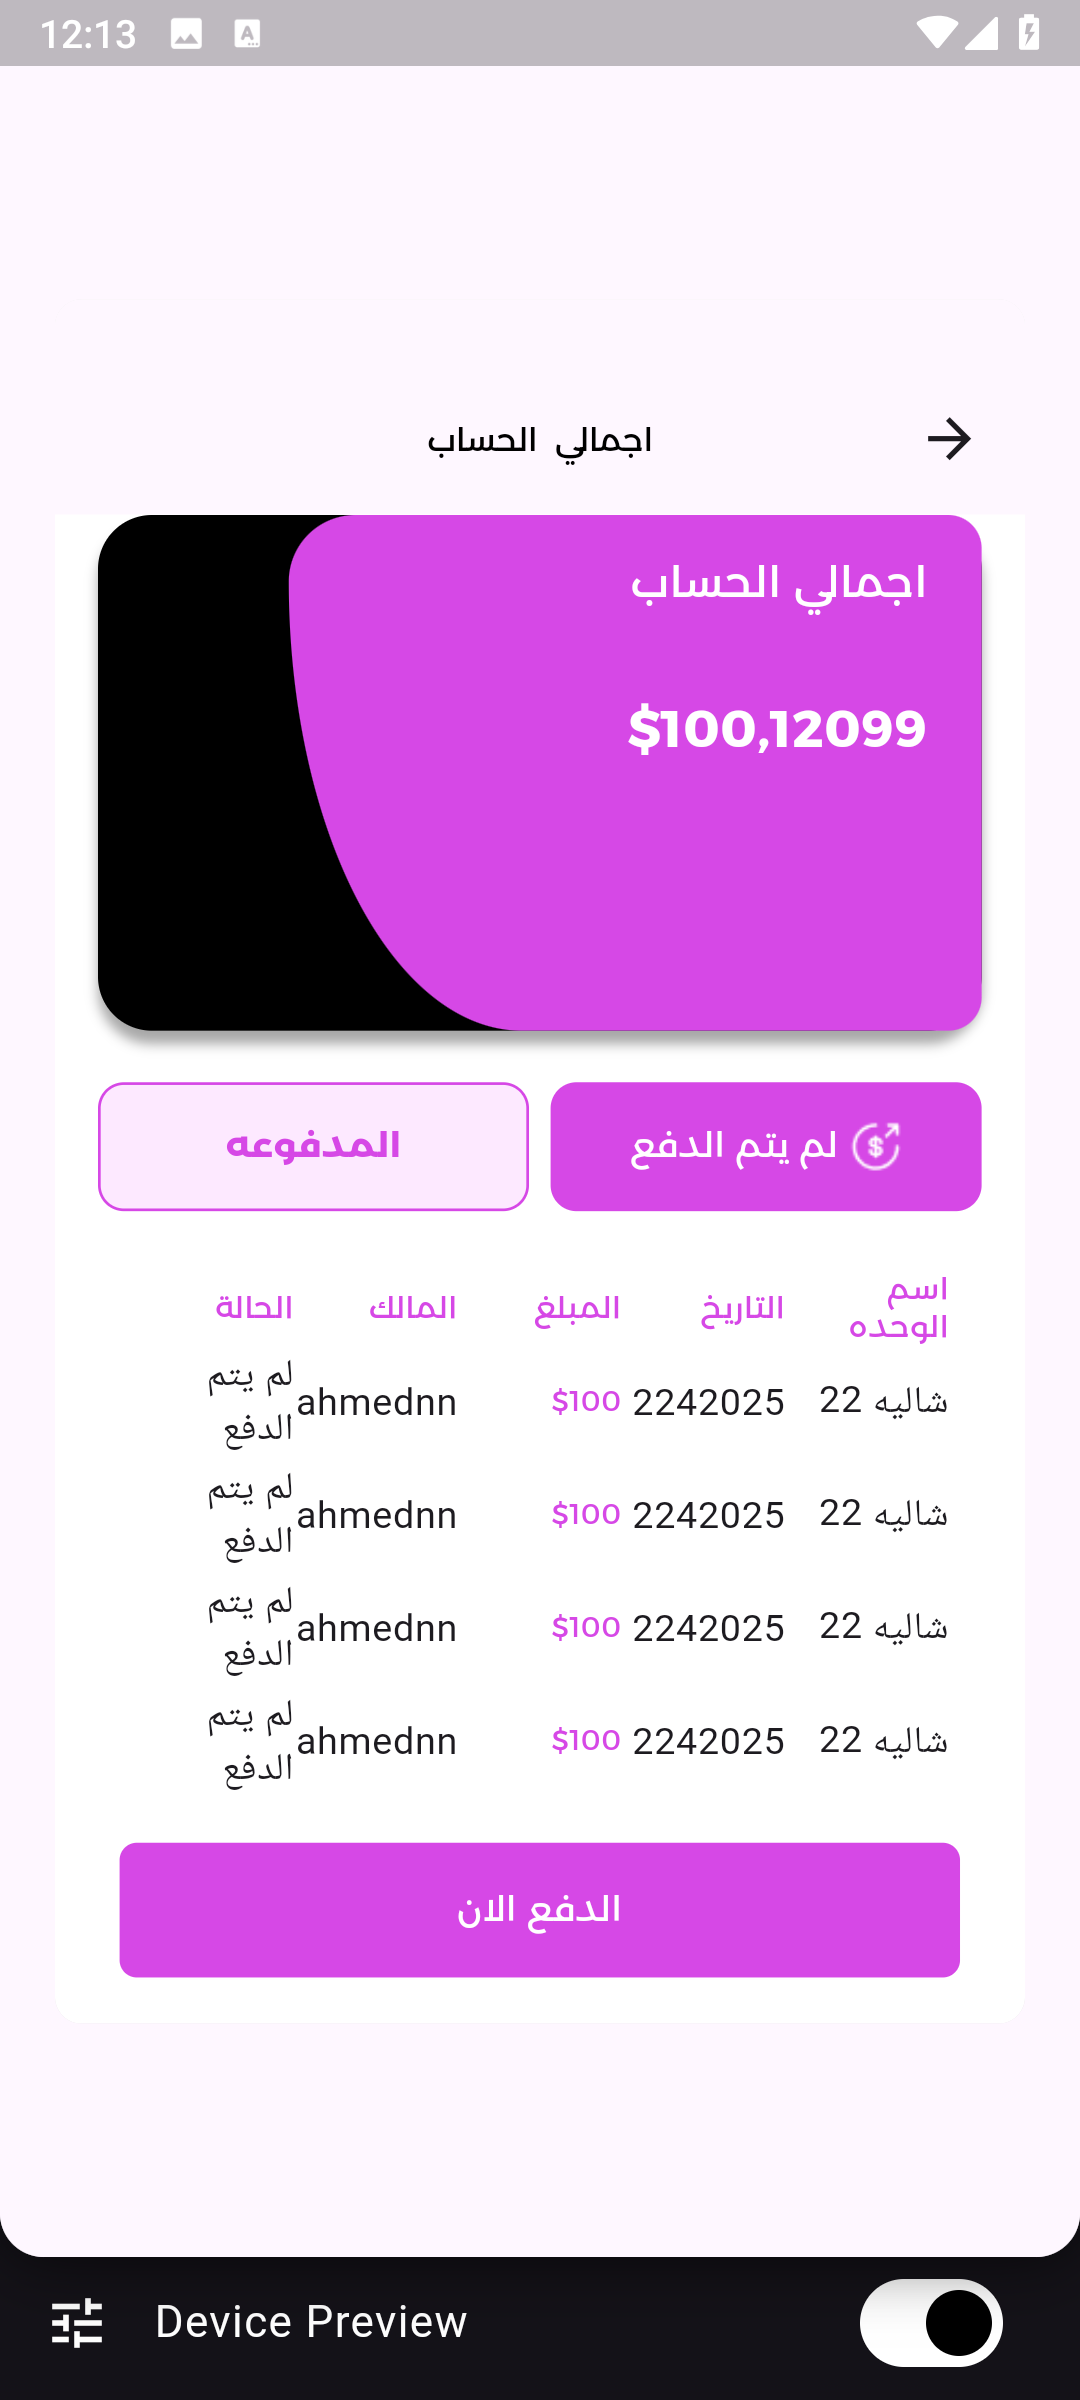 12:13
اجمالي الحساب
اجمالي الحساب
$100,12099
لم يتم الدفع
المدفوعه
اسم الوحده التاريخ المبلغ المالك الحالة
شاليه 22 2242025 $100 ahmednn لم يتم الدفع
شاليه 22 2242025 $100 ahmednn لم يتم الدفع
شاليه 22 2242025 $100 ahmednn لم يتم الدفع
شاليه 22 2242025 $100 ahmednn لم يتم الدفع
الدفع الان
Device Preview